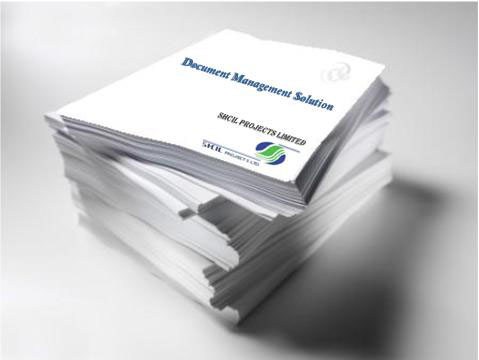 Document Management Solution
SHCIL PROJECTS LIMITED
SHCIL PROJECTS LTD.